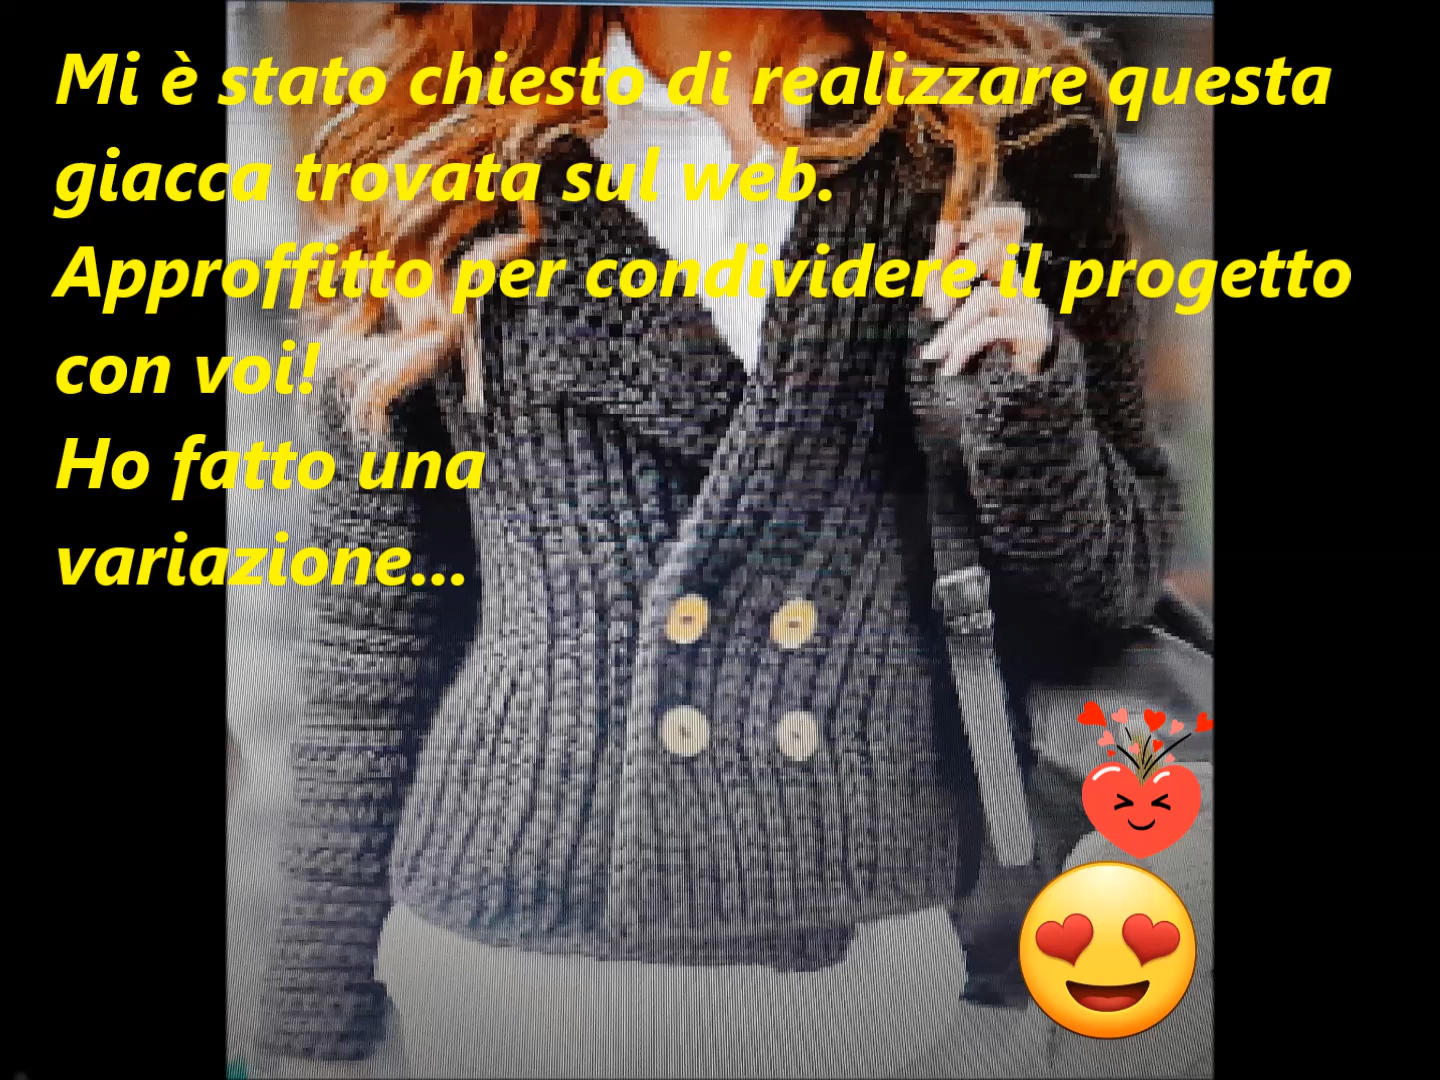 Mi è stato chiesto di realizzare questa
giacca trovata sul web.
Approffitto per condividere il progetto
con voi!
Ho fatto una
variazione...